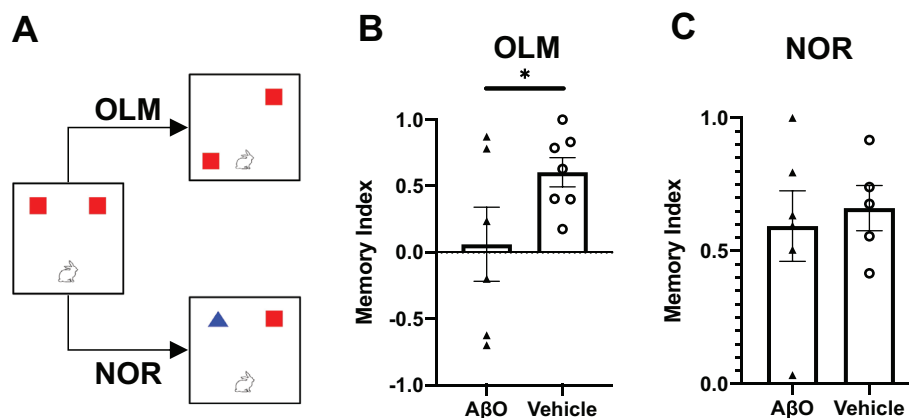 A
OLM
NOR
B
OLM
*
Memory Index
1.0
0.5
0.0
-0.5
-1.0
AβO Vehicle
C
NOR
Memory Index
1.0
0.5
0.0
AβO Vehicle